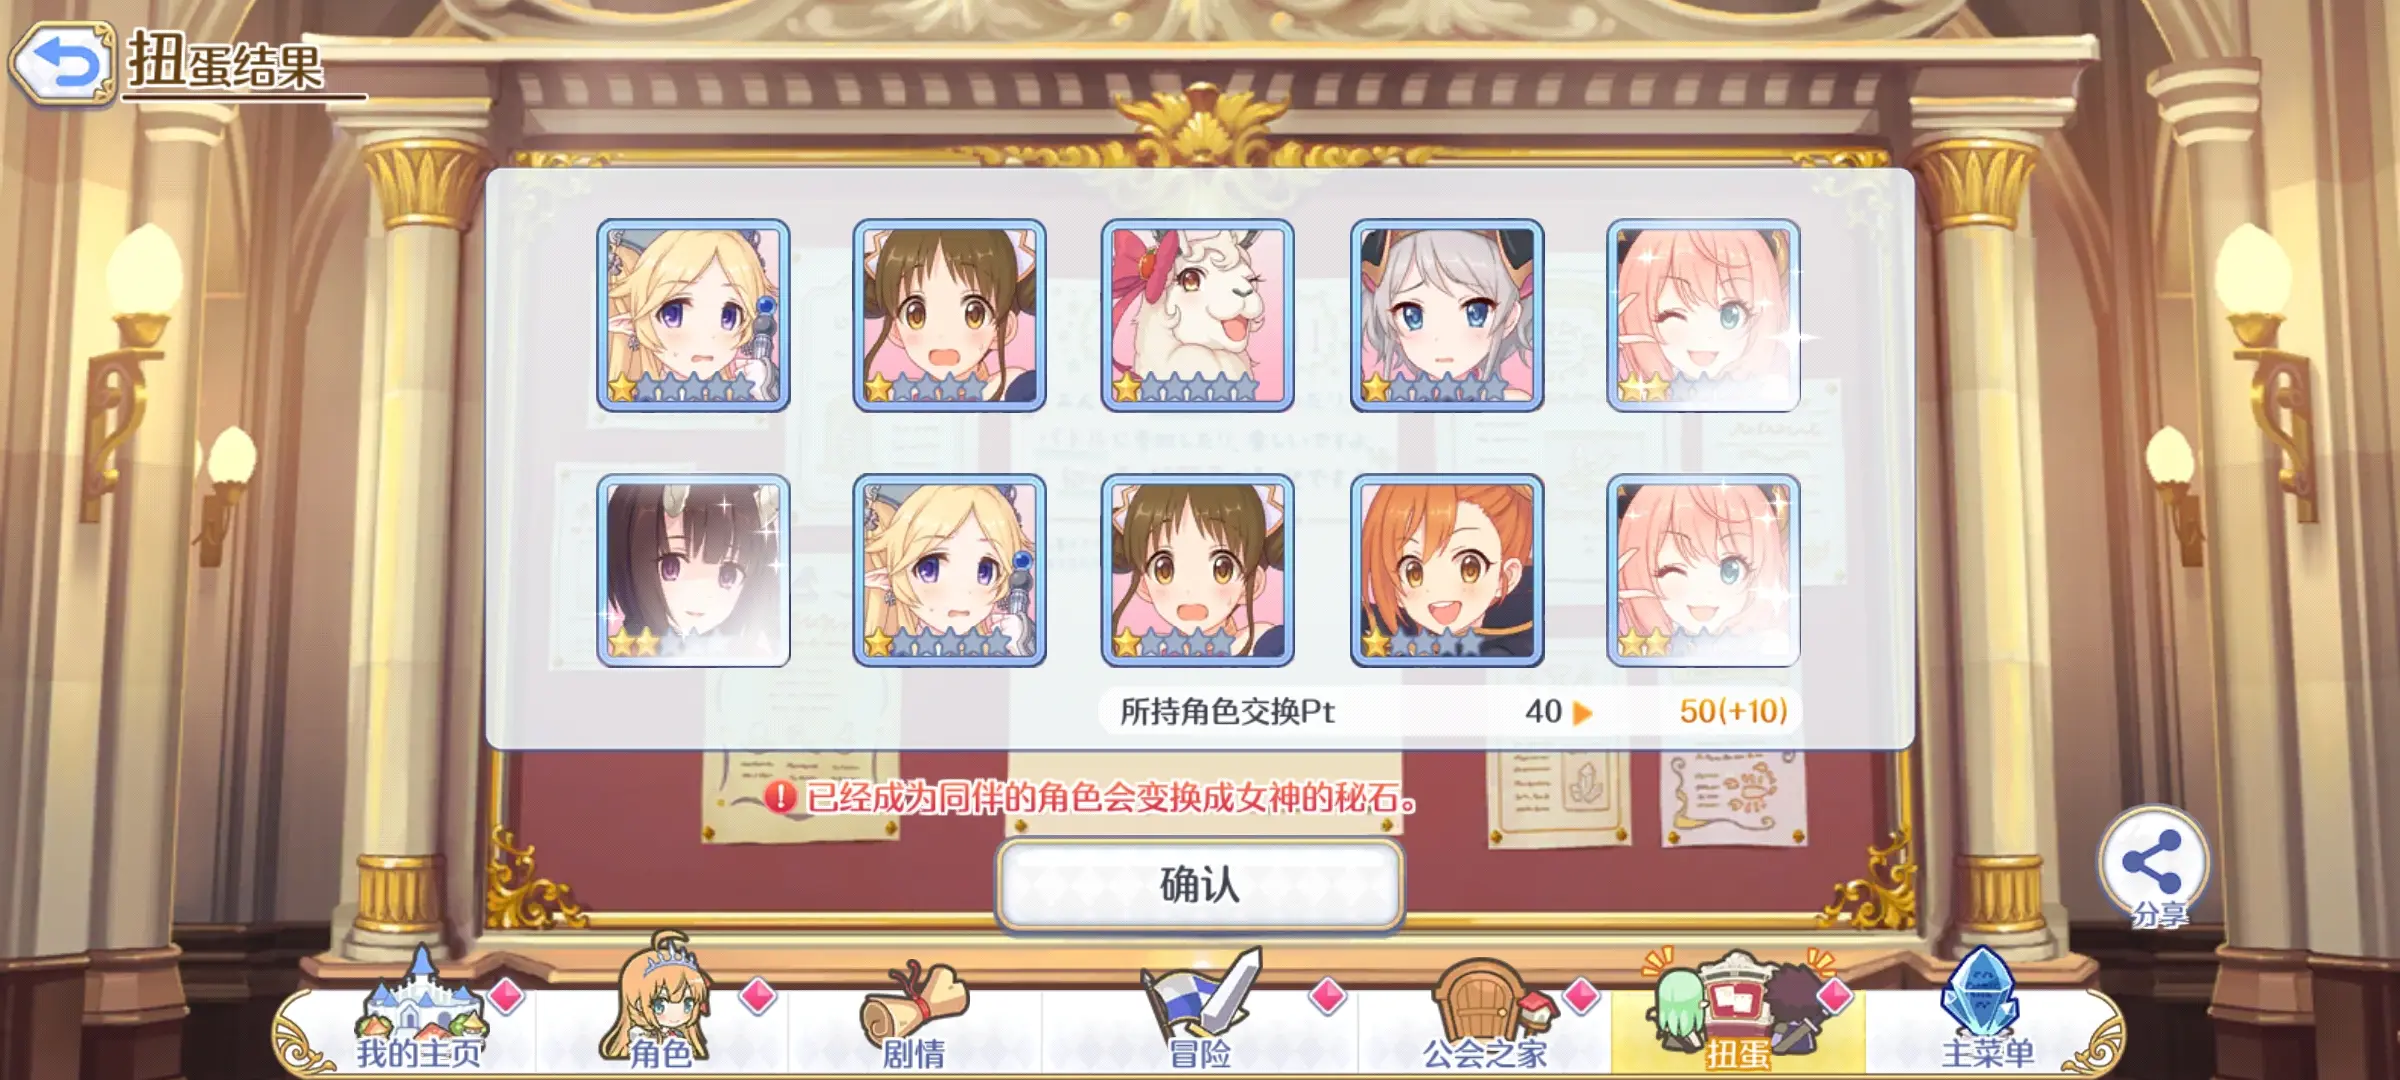 扭蛋结果
所持角色交换Pt 40 50(+10)
已经成为同伴的角色会变换成女神的秘石。
确认
分享
我的主页
角色
剧情
冒险
公会之家
扭蛋
主菜单